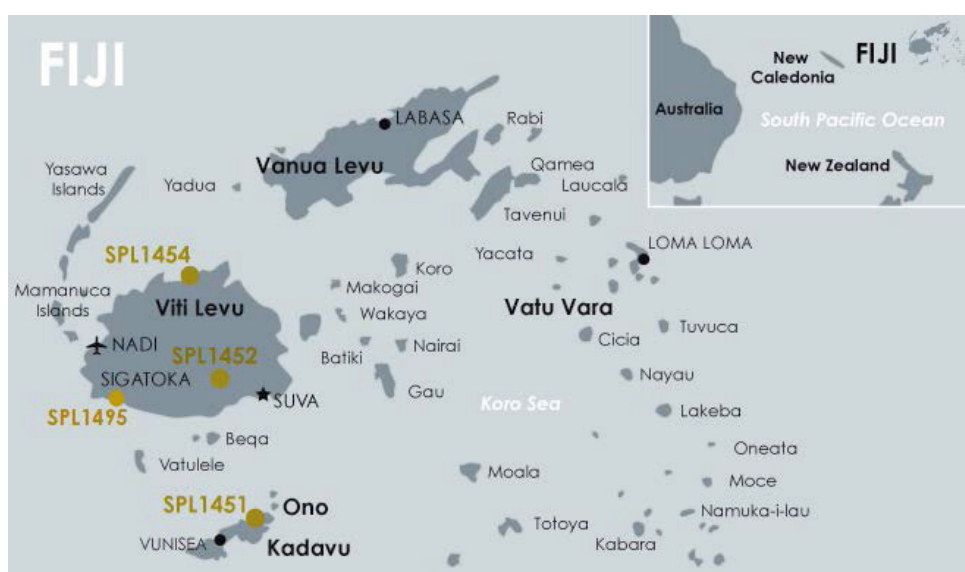 FIJI
LABASA
Rabi
Vanua Levu
Yasawa
Islands
Yadua
Qamea
Laucala
Tavenui
New
Caledonia
FIJI
Australia
South Pacific Ocean
New Zealand
SPL1454
Koro
Yacata
LOMA LOMA
Mamanuca
Islands
Viti Levu
Makogai
Wakaya
Vatu Vara
Tuvuca
NADI
SPL1452
Batiki
Nairai
Cicia
SIGATOKA
Nayau
SPL1495
SUVA
Gau
Koro Sea
Lakeba
Beqa
Vatulele
Oneata
Moala
Moce
SPL1451
Ono
Namuka-i-lau
Totoya
VUNISEA
Kadavu
Kabara